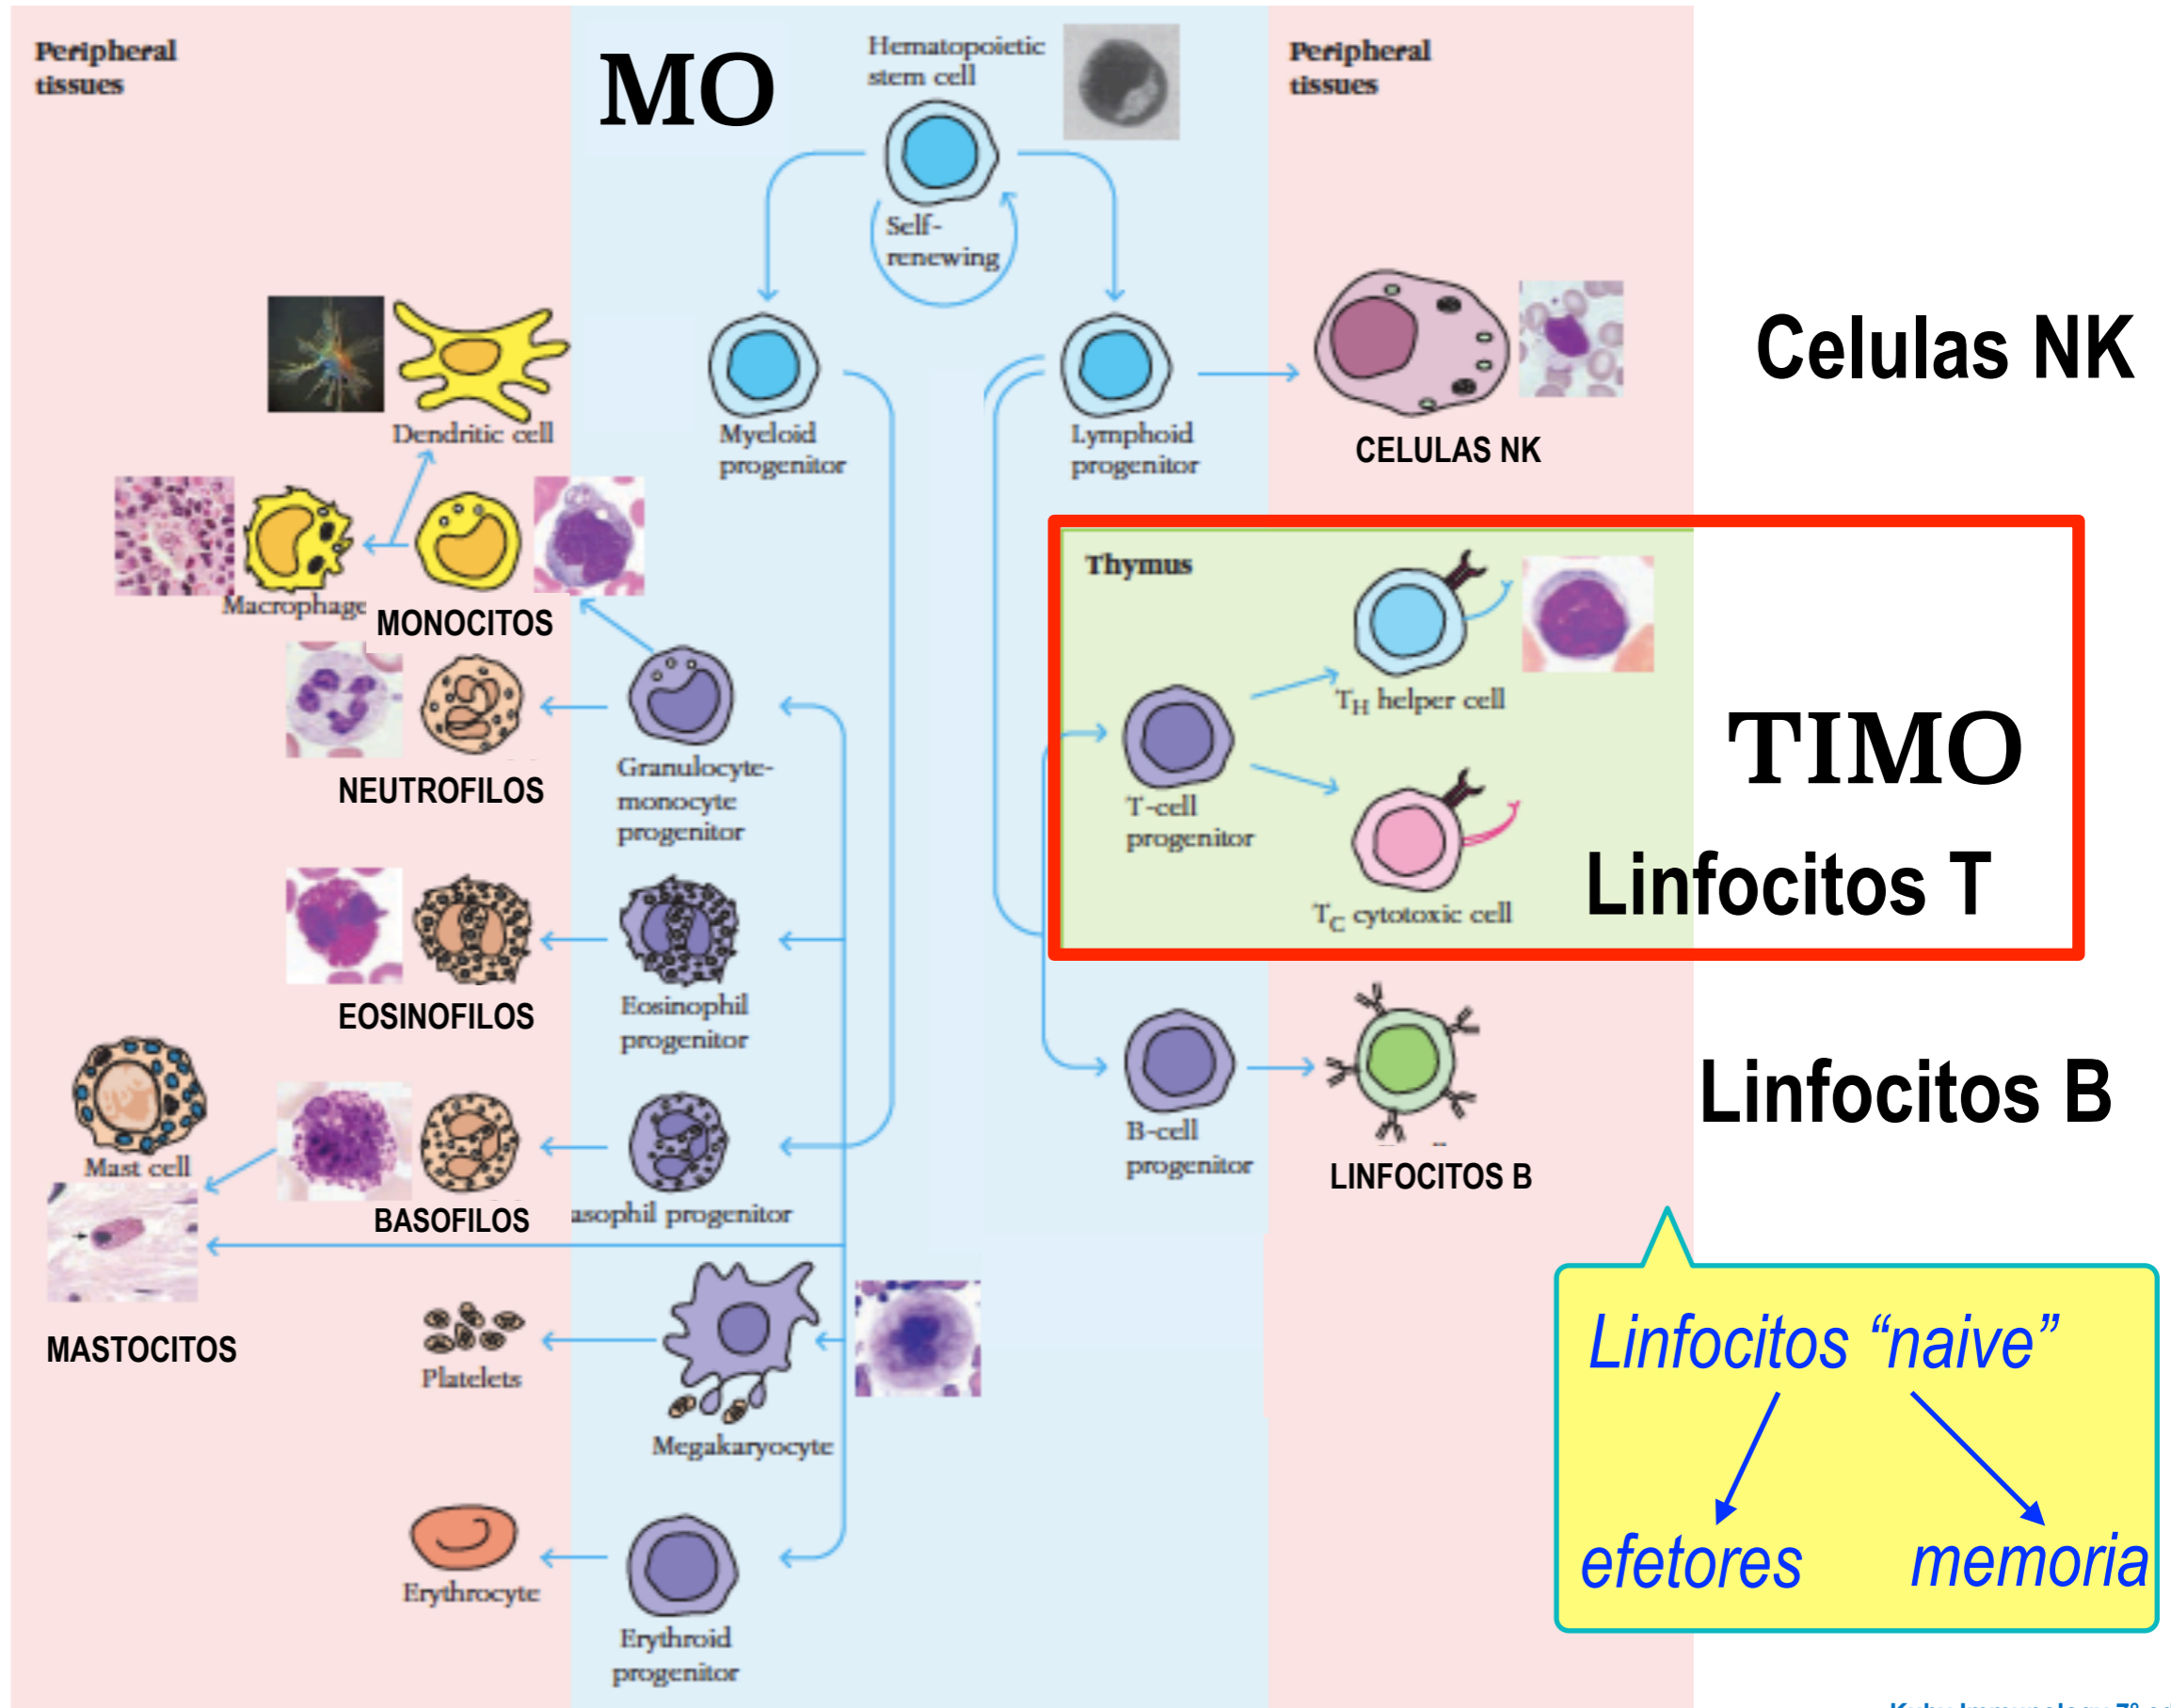 Peripheral
tissues
MO
Hematopoietic
stem cell
Peripheral
tissues
Self-
renewing
Celulas NK
Dendritic cell
Myeloid
progenitor
Lymphoid
progenitor
CELULAS NK
Thymus
Macrophage
MONOCITOS
TH helper cell
TIMO
NEUTROFILOS
Granulocyte-
monocyte
progenitor
T-cell
progenitor
Linfocitos T
TC cytotoxic cell
EOSINOFILOS
Eosinophil
progenitor
Linfocitos B
B-cell
progenitor
LINFOCITOS B
Mast cell
BASOFILOS
asophil progenitor
MASTOCITOS
Platelets
Megakaryocyte
Linfocitos “naive”
efetores memoria
Erythrocyte
Erythroid
progenitor